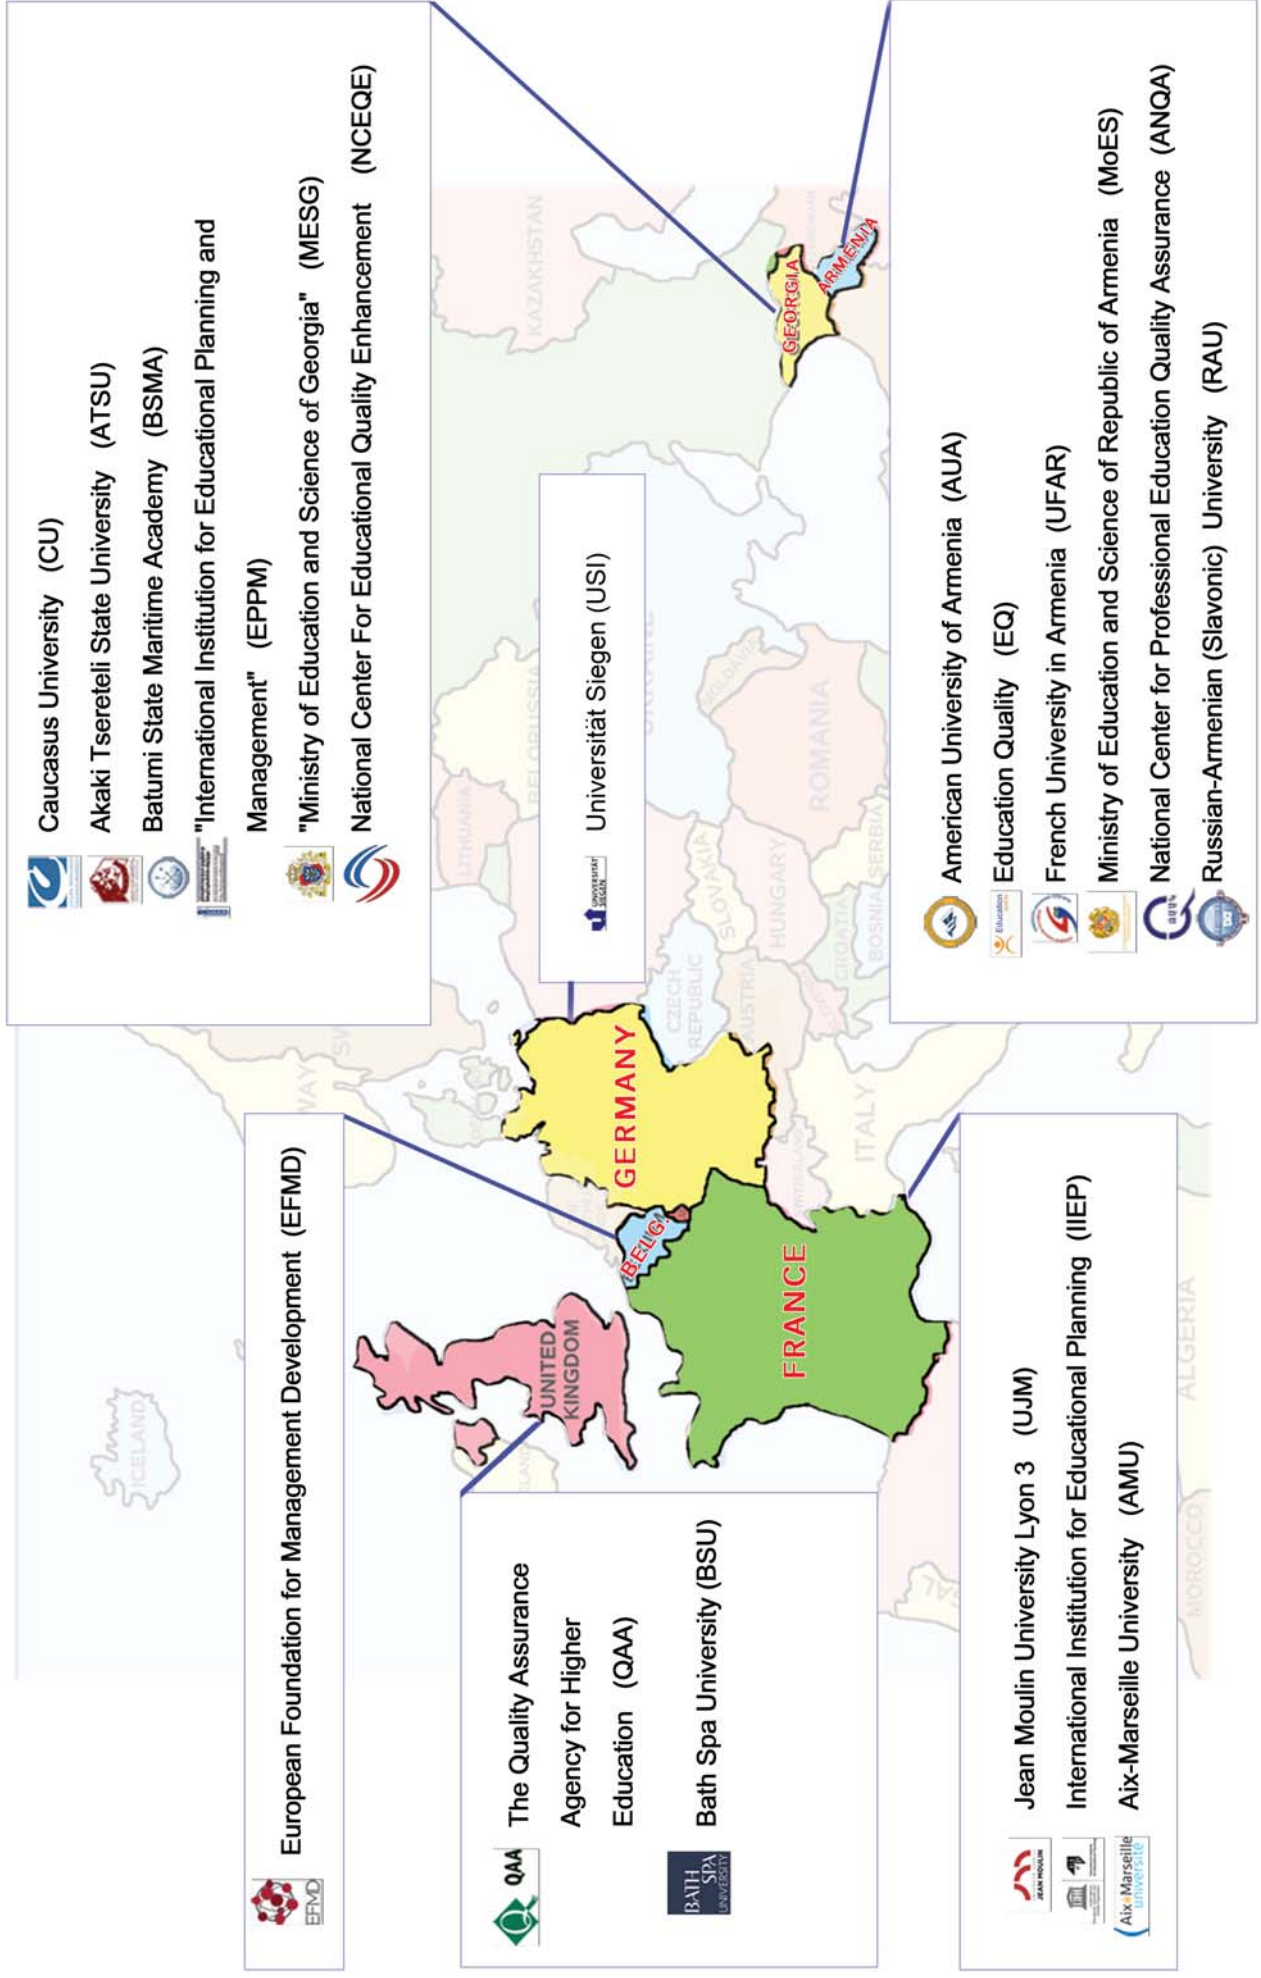 European Foundation for Management Development (EFMD)
EFMD
The Quality Assurance
Agency for Higher
Education (QAA)
QAA
Bath Spa University (BSU)
BATH
SPA
UNIVERSITY
Jean Moulin University Lyon 3 (UJM)
JEAN MOULIN
International Institution for Educational Planning (IIEP)
Aix-Marseille University (AMU)
Aix*Marseille
université
Universität Siegen (USI)
UNIVERSITÄT
SIEGEN
Caucasus University (CU)
Akaki Tsereteli State University (ATSU)
Batumi State Maritime Academy (BSMA)
"International Institution for Educational Planning and
Management" (EPPM)
"Ministry of Education and Science of Georgia" (MESG)
National Center For Educational Quality Enhancement (NCEQE)
American University of Armenia (AUA)
Education Quality (EQ)
Education
French University in Armenia (UFAR)
Ministry of Education and Science of Republic of Armenia (MoES)
National Center for Professional Education Quality Assurance (ANQA)
Russian-Armenian (Slavonic) University (RAU)
ICELAND
UNITED
KINGDOM
BELG.
GERMANY
FRANCE
GEORGIA
ARMENIA
KAZAKHSTAN
BELORUSSIA
LITHUANIA
MOLDAVIA
ROMANIA
SLOVAKIA
HUNGARY
CZECH
REPUBLIC
AUSTRIA
CROATIA
BOSNIA
SERBIA
ITALY
ALGERIA
MOROCCO